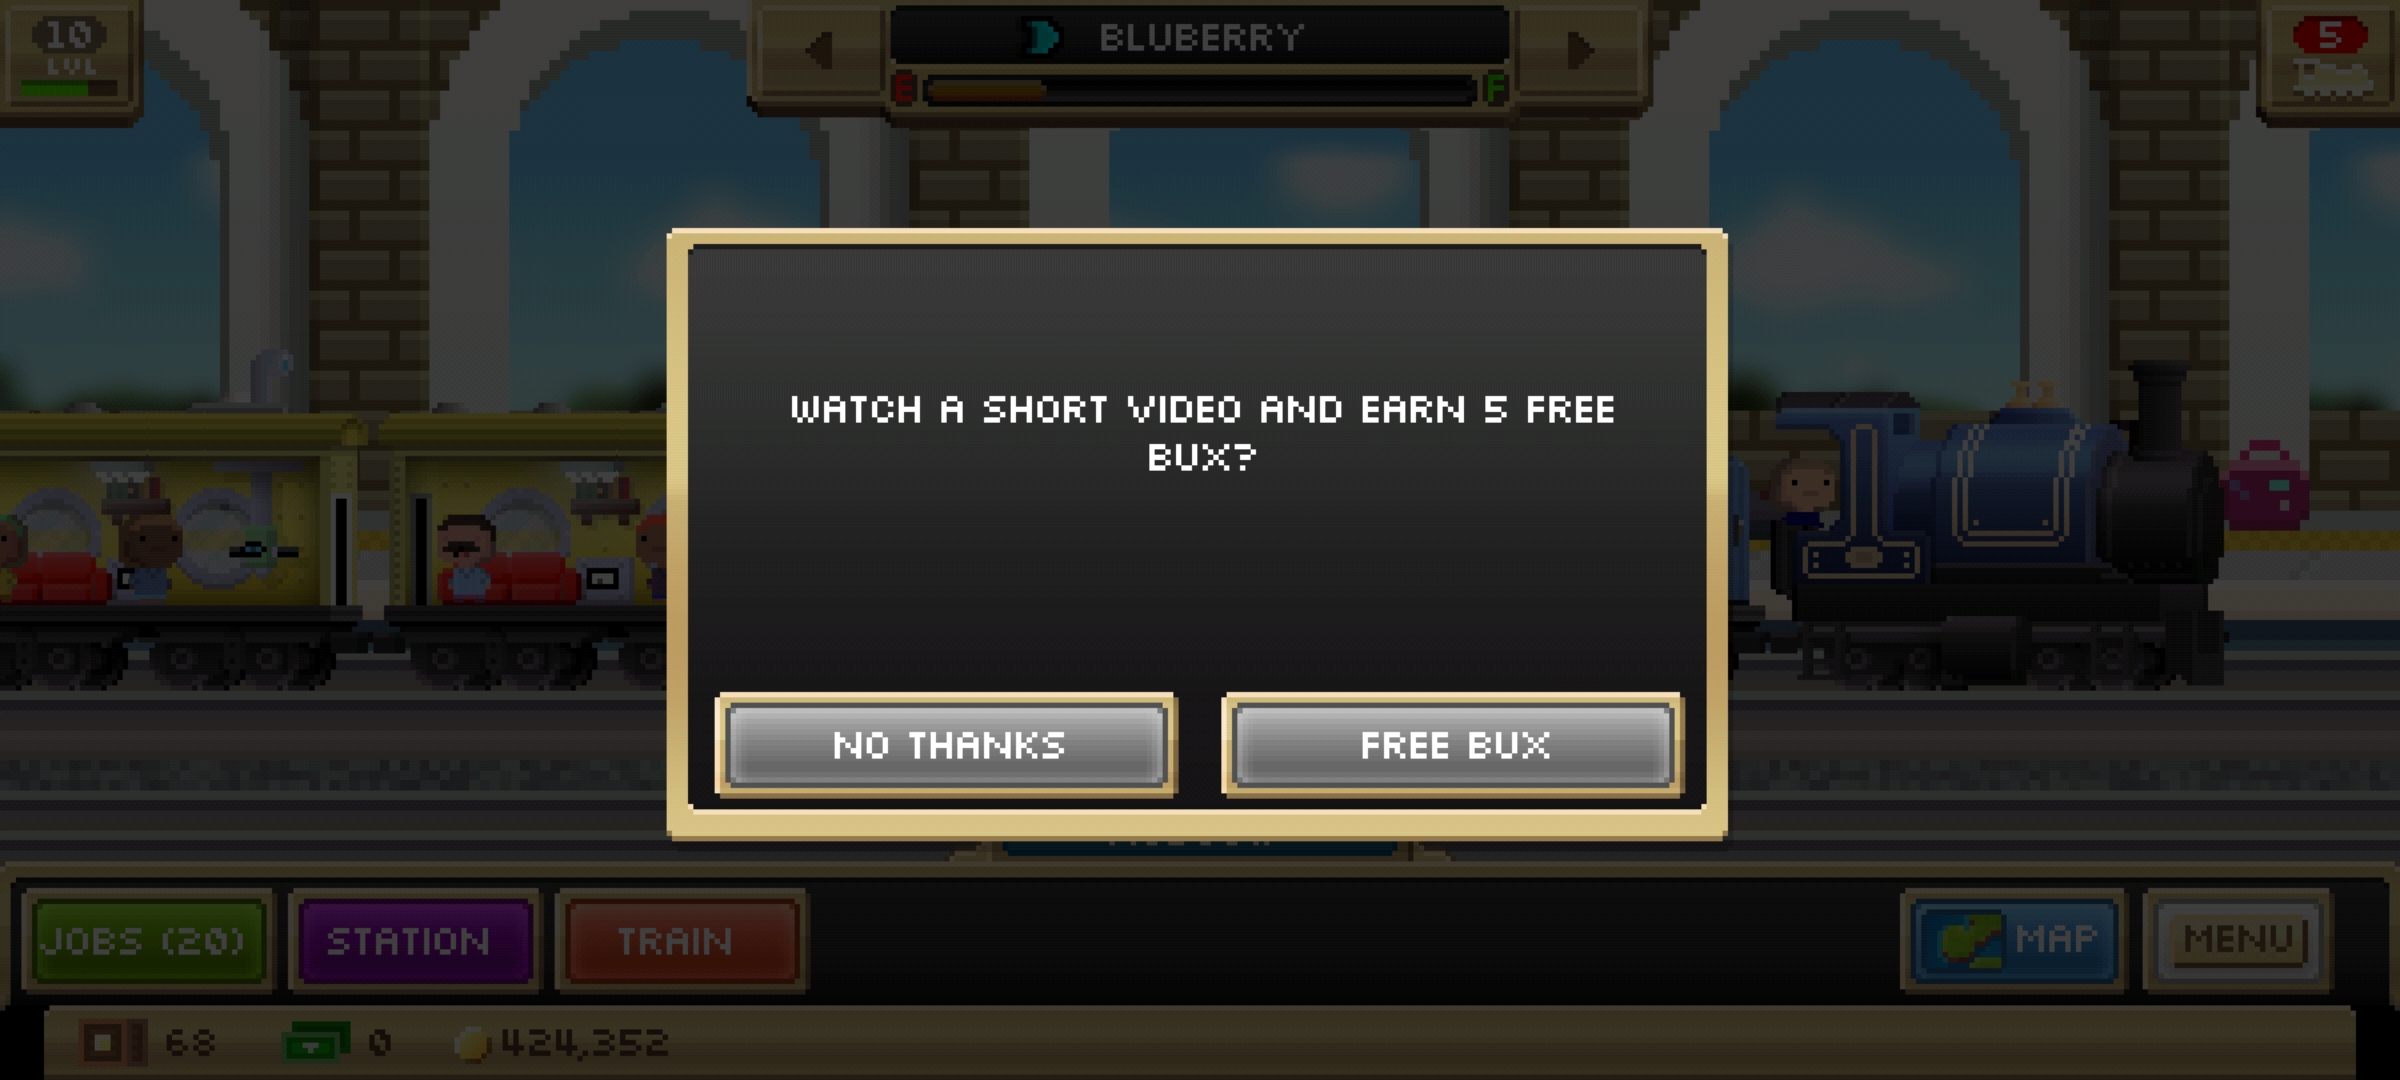 10
LVL
BLUBERRY
E F
5
WATCH A SHORT VIDEO AND EARN 5 FREE
BUX?
NO THANKS
FREE BUX
JOBS (20)
STATION
TRAIN
MAP
MENU
68
0
424,352